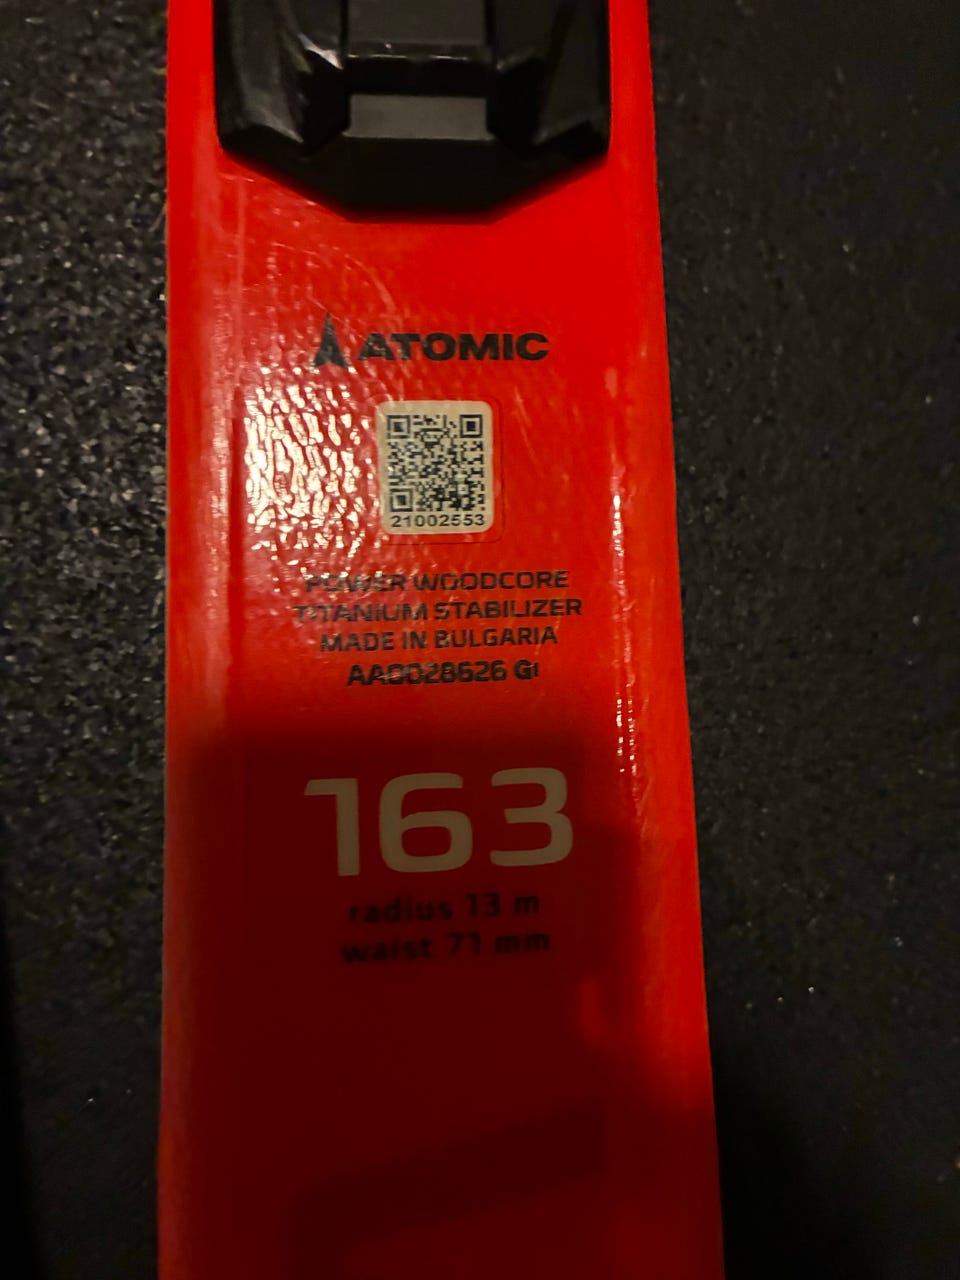 ATOMIC
21002553
POWER WOODCORE
TITANIUM STABILIZER
MADE IN BULGARIA
AA0028626 G1
163
radius 13 m
waist 71 mm